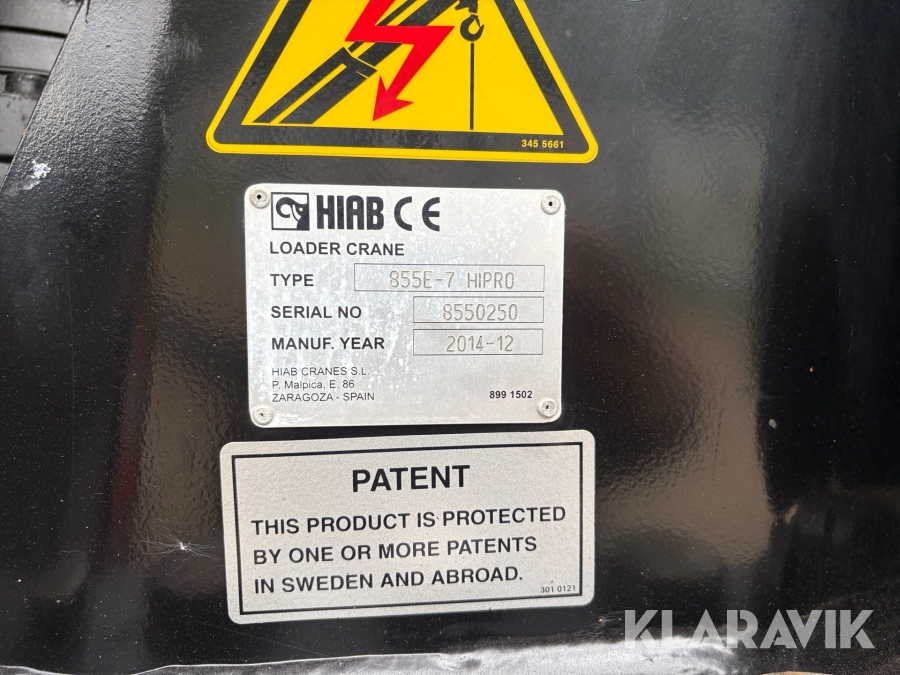 345 5661
HIAB CE
LOADER CRANE
TYPE 855E-7 HIPRO
SERIAL NO 8550250
MANUF. YEAR 2014-12
HIAB CRANES S.L.
P. Malpica, E, 86
ZARAGOZA - SPAIN 899 1502
PATENT
THIS PRODUCT IS PROTECTED
BY ONE OR MORE PATENTS
IN SWEDEN AND ABROAD.
301 0121
KLARAVIK